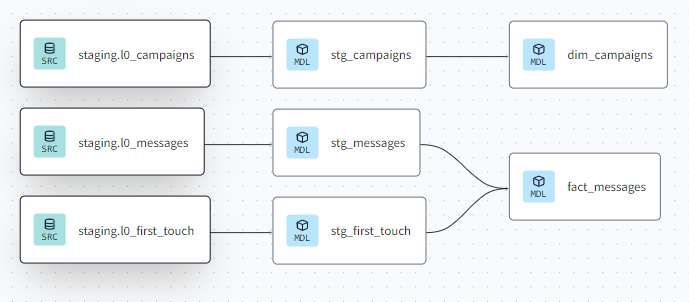 SRC
staging.l0_campaigns
MDL
stg_campaigns
MDL
dim_campaigns
SRC
staging.l0_messages
MDL
stg_messages
MDL
fact_messages
SRC
staging.l0_first_touch
MDL
stg_first_touch